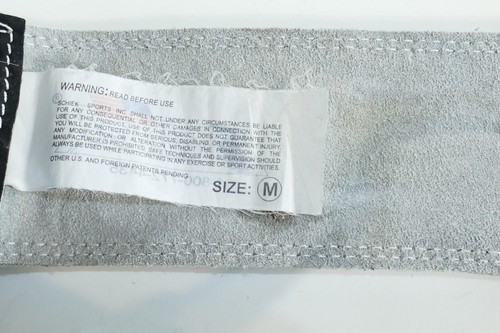 WARNING: READ BEFORE USE
SCHIEK SPORTS, INC. SHALL NOT UNDER ANY CIRCUMSTANCES BE LIABLE
FOR ANY CONSEQUENTIAL OR OTHER DAMAGES IN CONNECTION WITH THE
USE OF THIS PRODUCT. USE OF THIS PRODUCT DOES NOT GUARANTEE THAT
YOU WILL BE PROTECTED FROM SERIOUS, DISABLING, OR PERMANENT INJURY.
ANY MODIFICATION OR ALTERATION WITHOUT THE PERMISSION OF THE
MANUFACTURER IS PROHIBITED. SAFE TECHNIQUES AND SUPERVISION SHOULD
ALWAYS BE USED WHILE PARTICIPATING IN ANY EXERCISE OR SPORT ACTIVITIES.
OTHER U.S. AND FOREIGN PATENTS PENDING
SIZE: M